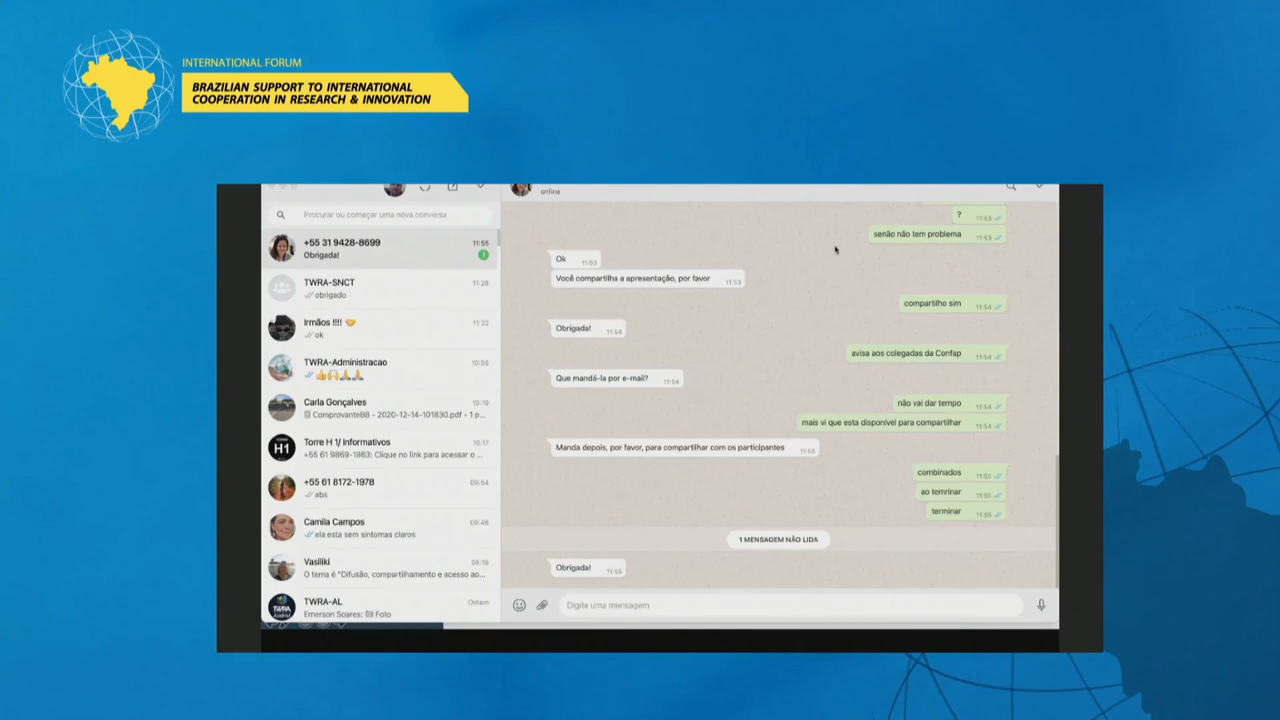 INTERNATIONAL FORUM
BRAZILIAN SUPPORT TO INTERNATIONAL
COOPERATION IN RESEARCH & INNOVATION
online
Procurar ou começar uma nova conversa
+55 31 9428-8699 11:55
Obrigada! 1
TWRA-SNCT 11:28
obrigado
Irmãos !!!! 🤝 11:22
ok
TWRA-Administracao 10:56
👍🙌🙏🙏
Carla Gonçalves 10:19
ComprovanteBB - 2020-12-14-101830.pdf • 1 p...
H1
Torre H 1/ Informativos 10:17
+55 61 9869-1863: Clique no link para acessar o ...
+55 61 8172-1978 09:54
abs
Camila Campos 09:46
ela esta sem sintomas claros
Vasiliki 08:18
O tema é "Difusão, compartilhamento e acesso ao...
TWRA
TWRA-AL Ontem
Emerson Soares: Foto
? 11:53
senão não tem problema 11:53
Ok 11:53
Você compartilha a apresentação, por favor 11:53
compartilho sim 11:54
Obrigada! 11:54
avisa aos colegadas da Confap 11:54
Que mandá-la por e-mail? 11:54
não vai dar tempo 11:54
mais vi que esta disponivel para compartilhar 11:54
Manda depois, por favor, para compartilhar com os participantes 11:55
combinados 11:55
ao temrinar 11:55
terminar 11:55
1 MENSAGEM NÃO LIDA
Obrigada! 11:55
Digite uma mensagem